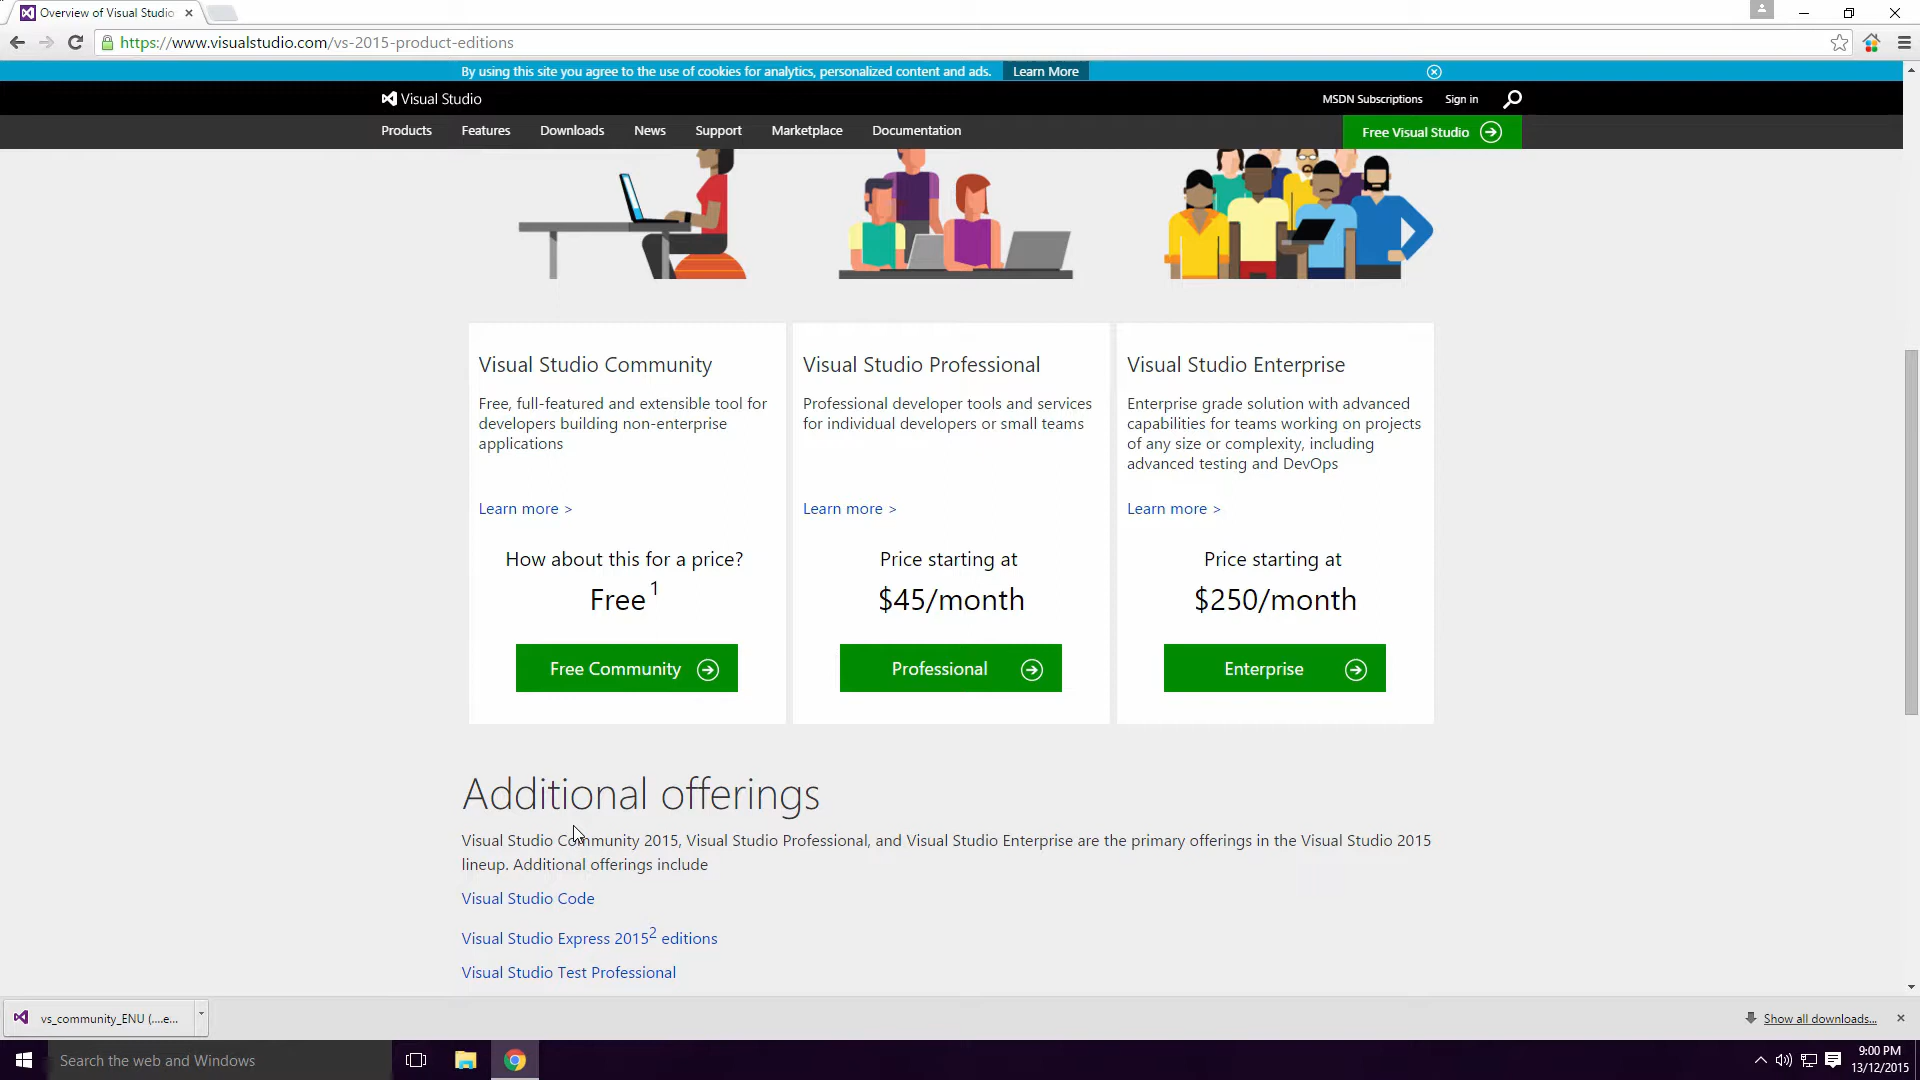 Overview of Visual Studio
https://www.visualstudio.com/vs-2015-product-editions
By using this site you agree to the use of cookies for analytics, personalized content and ads. Learn More
Visual Studio
MSDN Subscriptions Sign in
Products Features Downloads News Support Marketplace Documentation
Free Visual Studio
Visual Studio Community
Free, full-featured and extensible tool for
developers building non-enterprise
applications
Learn more >
How about this for a price?
Free 1
Free Community
Visual Studio Professional
Professional developer tools and services
for individual developers or small teams
Learn more >
Price starting at
$45/month
Professional
Visual Studio Enterprise
Enterprise grade solution with advanced
capabilities for teams working on projects
of any size or complexity, including
advanced testing and DevOps
Learn more >
Price starting at
$250/month
Enterprise
Additional offerings
Visual Studio Community 2015, Visual Studio Professional, and Visual Studio Enterprise are the primary offerings in the Visual Studio 2015
lineup. Additional offerings include
Visual Studio Code
Visual Studio Express 2015² editions
Visual Studio Test Professional
vs_community_ENU (....e...
Show all downloads...
Search the web and Windows
9:00 PM
13/12/2015